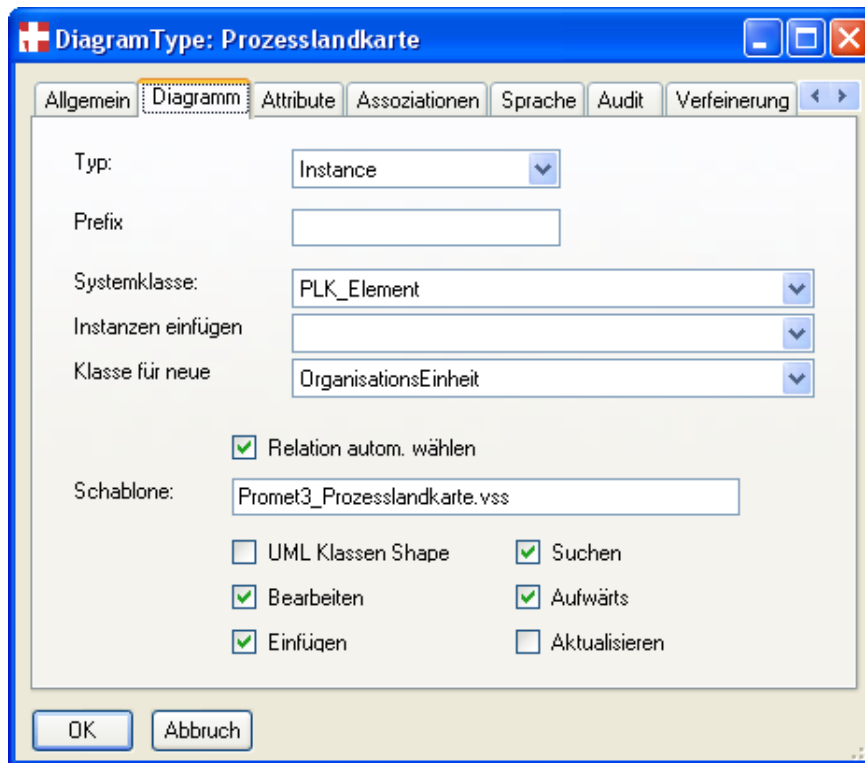 DiagramType: Prozesslandkarte
Allgemein Diagramm Attribute Assoziationen Sprache Audit Verfeinerung
Typ: Instance
Prefix
Systemklasse: PLK_Element
Instanzen einfügen
Klasse für neue OrganisationsEinheit
Relation autom. wählen
Schablone: Promet3_Prozesslandkarte.vss
UML Klassen Shape Suchen
Bearbeiten Aufwärts
Einfügen Aktualisieren
OK Abbruch